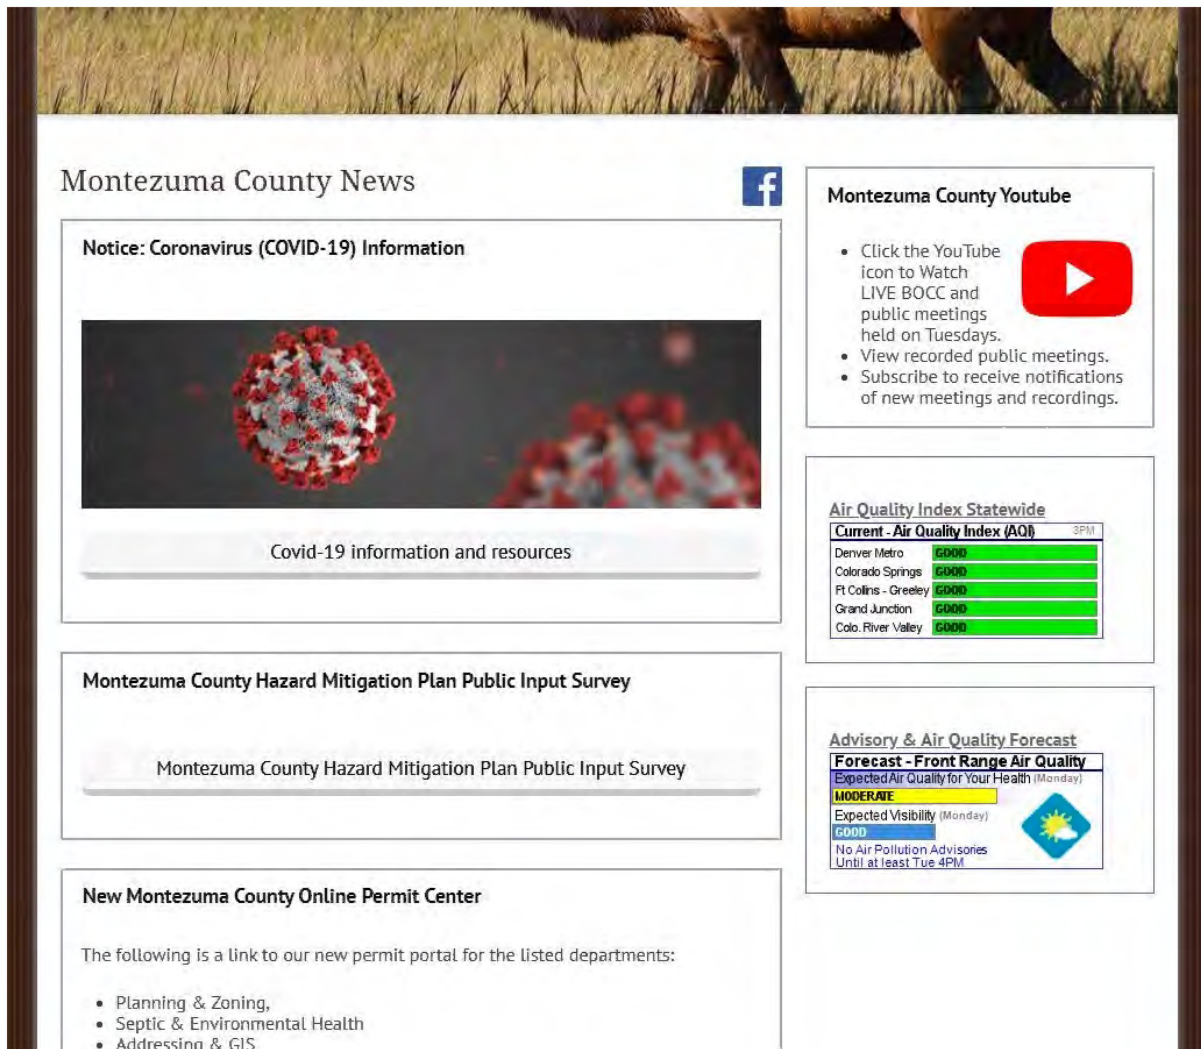 Montezuma County News
f
Notice: Coronavirus (COVID-19) Information
Covid-19 information and resources
Montezuma County Hazard Mitigation Plan Public Input Survey
Montezuma County Hazard Mitigation Plan Public Input Survey
New Montezuma County Online Permit Center
The following is a link to our new permit portal for the listed departments:
• Planning & Zoning,
• Septic & Environmental Health
• Addressing & GIS
Montezuma County Youtube
• Click the YouTube
icon to Watch
LIVE BOCC and
public meetings
held on Tuesdays.
• View recorded public meetings.
• Subscribe to receive notifications
of new meetings and recordings.
Air Quality Index Statewide
Current - Air Quality Index (AQI) 3PM
Denver Metro GOOD
Colorado Springs GOOD
Ft Collins - Greeley GOOD
Grand Junction GOOD
Colo. River Valley GOOD
Advisory & Air Quality Forecast
Forecast - Front Range Air Quality
Expected Air Quality for Your Health (Monday)
MODERATE
Expected Visibility (Monday)
GOOD
No Air Pollution Advisories
Until at least Tue 4PM